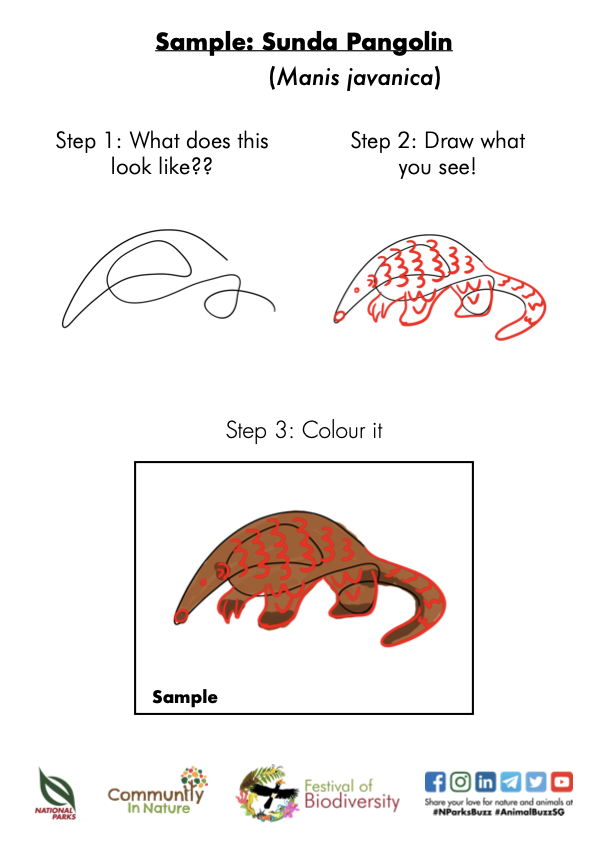 Sample: Sunda Pangolin
(Manis javanica)
Step 1: What does this
look like??
Step 2: Draw what
you see!
Step 3: Colour it
Sample
NATIONAL
PARKS
Community
In Nature
Festival of
Biodiversity
Share your love for nature and animals at
#NParksBuzz #AnimalBuzzSG